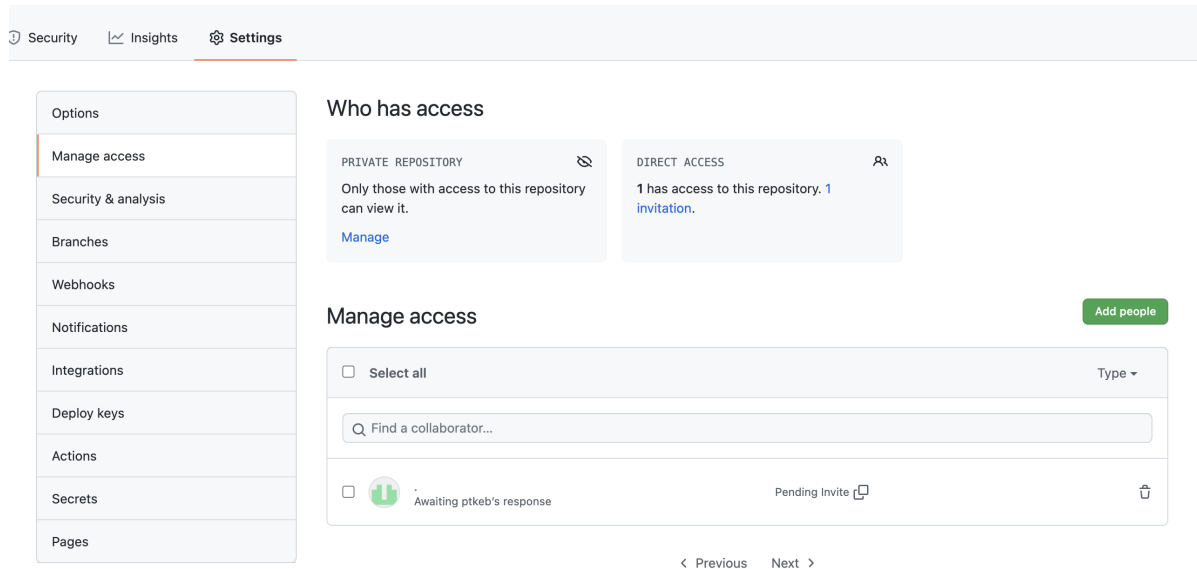 Security Insights Settings
Options
Manage access
Security & analysis
Branches
Webhooks
Notifications
Integrations
Deploy keys
Actions
Secrets
Pages
Who has access
PRIVATE REPOSITORY
Only those with access to this repository
can view it.
Manage
DIRECT ACCESS
1 has access to this repository. 1
invitation.
Manage access
Add people
Select all
Type
Find a collaborator...
.
Awaiting ptkeb's response
Pending Invite
Previous Next